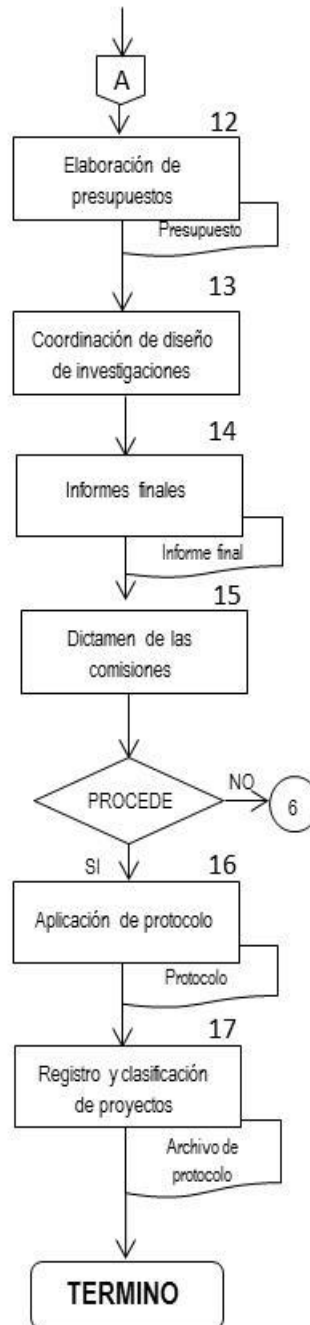 A
12
Elaboración de
presupuestos
Presupuesto
13
Coordinación de diseño
de investigaciones
14
Informes finales
Informe final
15
Dictamen de las
comisiones
PROCEDE
NO
6
SI
16
Aplicación de protocolo
Protocolo
17
Registro y clasificación
de proyectos
Archivo de
protocolo
TERMINO